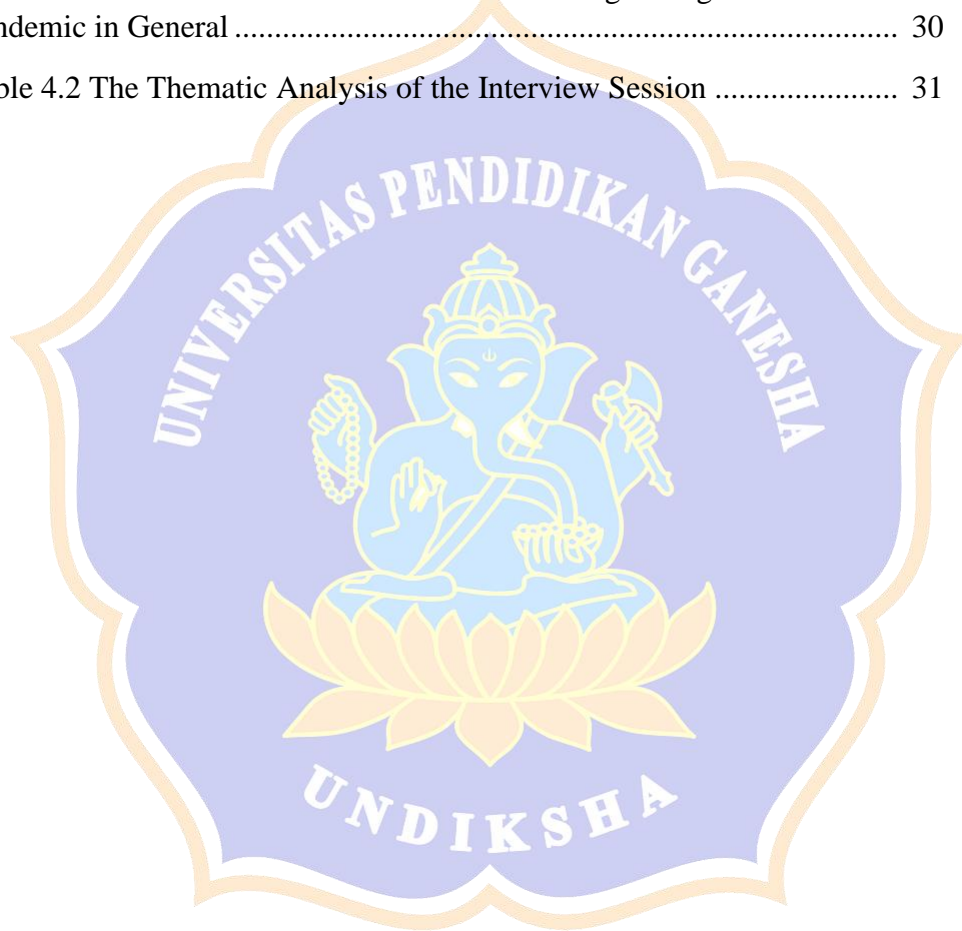 ndemic in General ........................................................................................ 30
ble 4.2 The Thematic Analysis of the Interview Session ....................... 31
UNIVERSITAS PENDIDIKAN GANESHA
UNDIKSHA